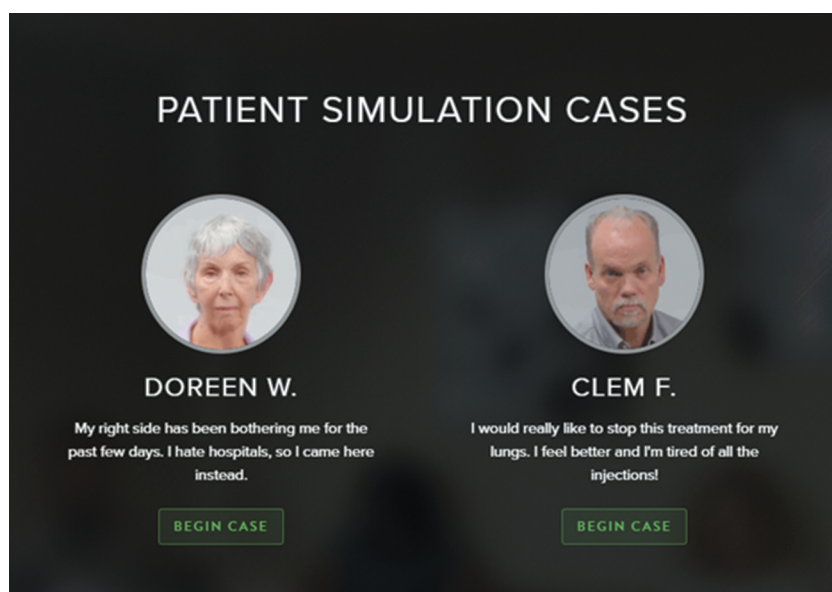 PATIENT SIMULATION CASES
DOREEN W.
My right side has been bothering me for the
past few days. I hate hospitals, so I came here
instead.
BEGIN CASE
CLEM F.
I would really like to stop this treatment for my
lungs. I feel better and I'm tired of all the
injections!
BEGIN CASE